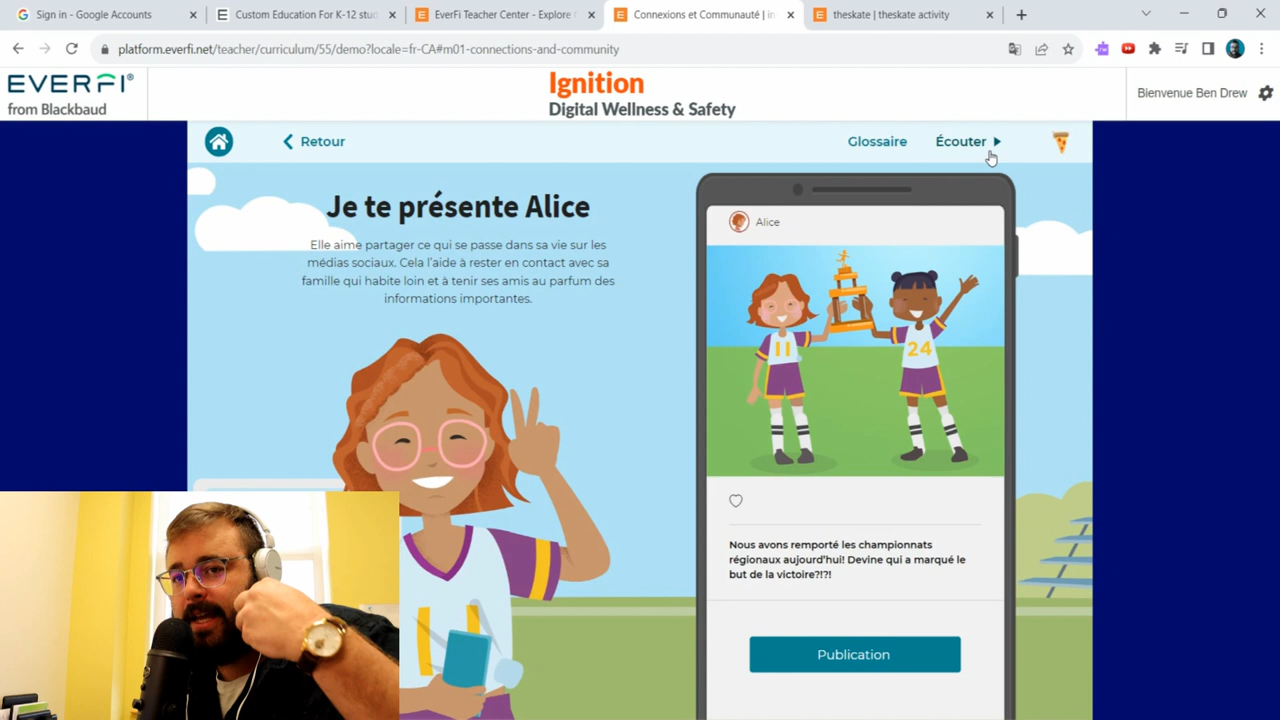 Sign in - Google Accounts
Custom Education For K-12 stud
EverFi Teacher Center - Explore
Connexions et Communauté | in
theskate | theskate activity
platform.everfi.net/teacher/curriculum/55/demo?locale=fr-CA#m01-connections-and-community
EVERFI®
from Blackbaud
Ignition
Digital Wellness & Safety
Bienvenue Ben Drew
Retour
Glossaire
Écouter
Je te présente Alice
Elle aime partager ce qui se passe dans sa vie sur les
médias sociaux. Cela l'aide à rester en contact avec sa
famille qui habite loin et à tenir ses amis au parfum des
informations importantes.
Alice
11
24
Nous avons remporté les championnats
régionaux aujourd'hui! Devine qui a marqué le
but de la victoire?!?!
Publication